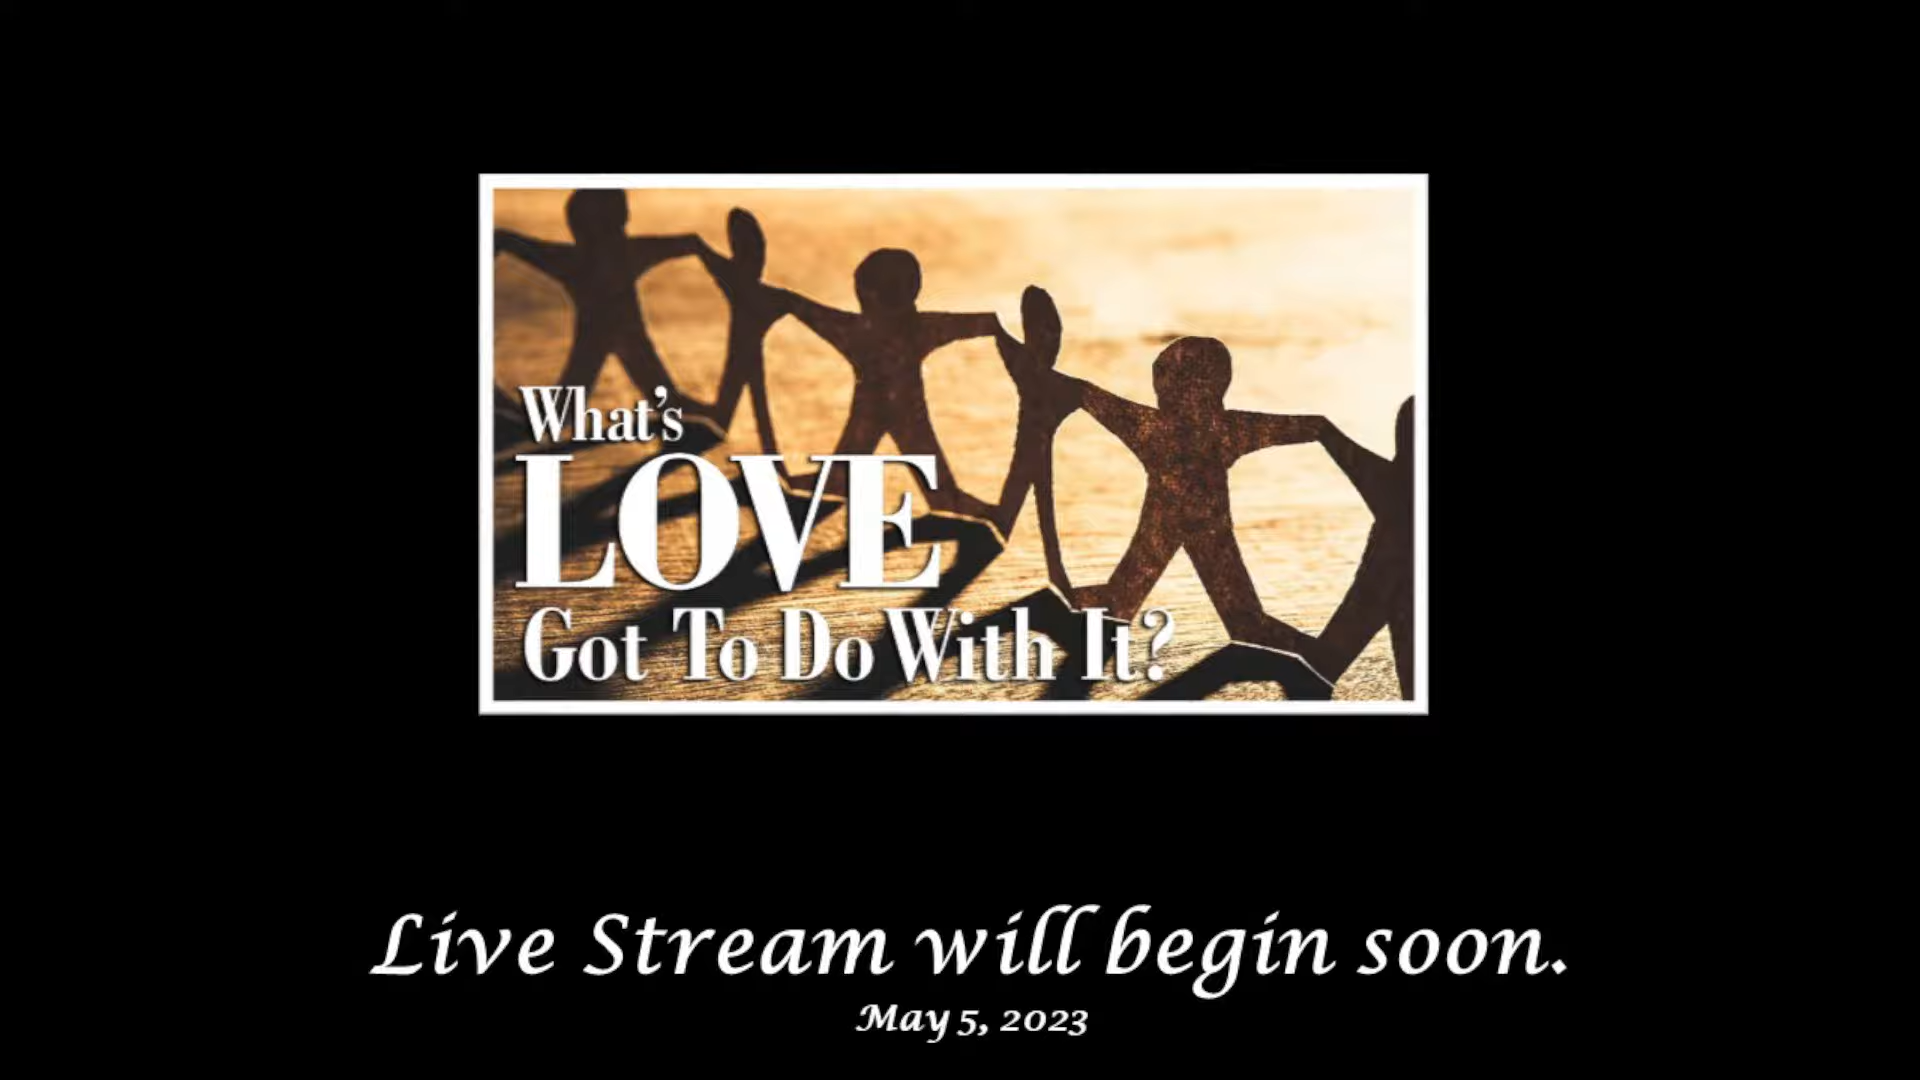 What's
LOVE
Got To Do With It?
Live Stream will begin soon.
May 5, 2023